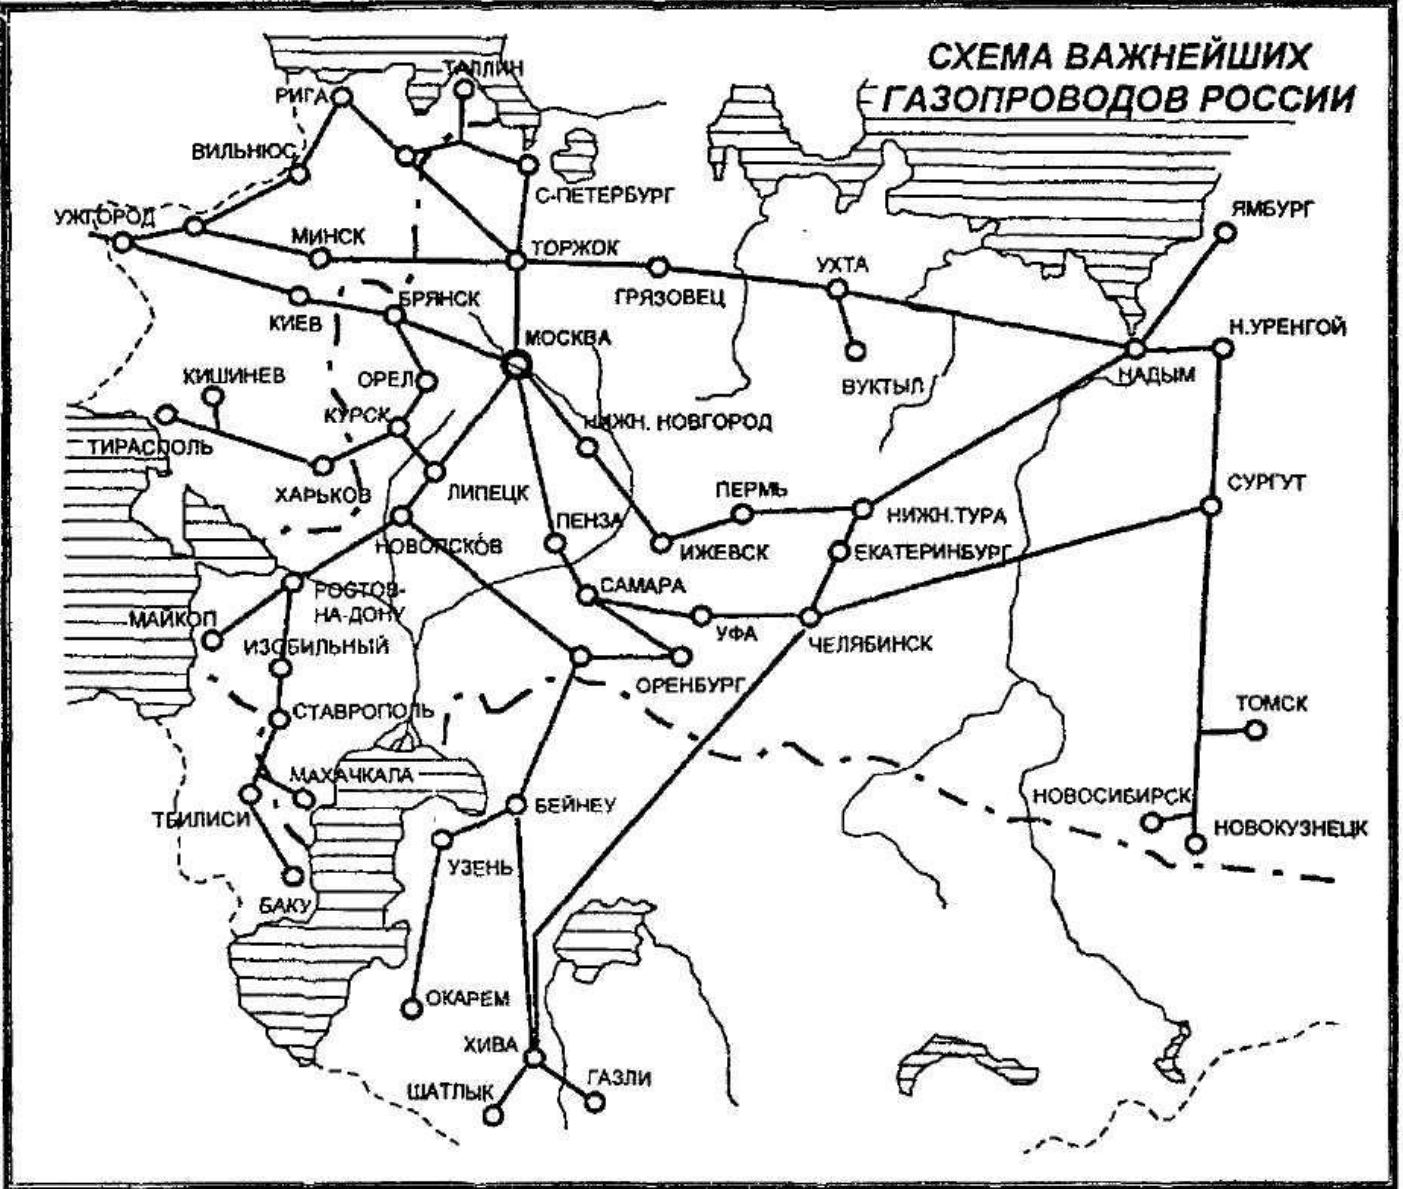 СХЕМА ВАЖНЕЙШИХ
ГАЗОПРОВОДОВ РОССИИ
ТАЛЛИН
РИГА
ВИЛЬНЮС
С-ПЕТЕРБУРГ
УЖГОРОД
МИНСК
ТОРЖОК
ЯМБУРГ
УХТА
ГРЯЗОВЕЦ
БРЯНСК
КИЕВ
МОСКВА
Н.УРЕНГОЙ
НАДЫМ
ВУКТЫЛ
КИШИНЕВ
ОРЕЛ
КУРСК
НИЖН. НОВГОРОД
ТИРАСПОЛЬ
ХАРЬКОВ
ЛИПЕЦК
ПЕРМЬ
СУРГУТ
НИЖН.ТУРА
ПЕНЗА
НОВОПСКОВ
ИЖЕВСК
ЕКАТЕРИНБУРГ
САМАРА
РОСТОВ-
НА-ДОНУ
МАЙКОП
УФА
ЧЕЛЯБИНСК
ИЗОБИЛЬНЫЙ
ОРЕНБУРГ
СТАВРОПОЛЬ
ТОМСК
МАХАЧКАЛА
БЕЙНЕУ
НОВОСИБИРСК
ТБИЛИСИ
НОВОКУЗНЕЦК
УЗЕНЬ
БАКУ
ОКАРЕМ
ХИВА
ГАЗЛИ
ШАТЛЫК